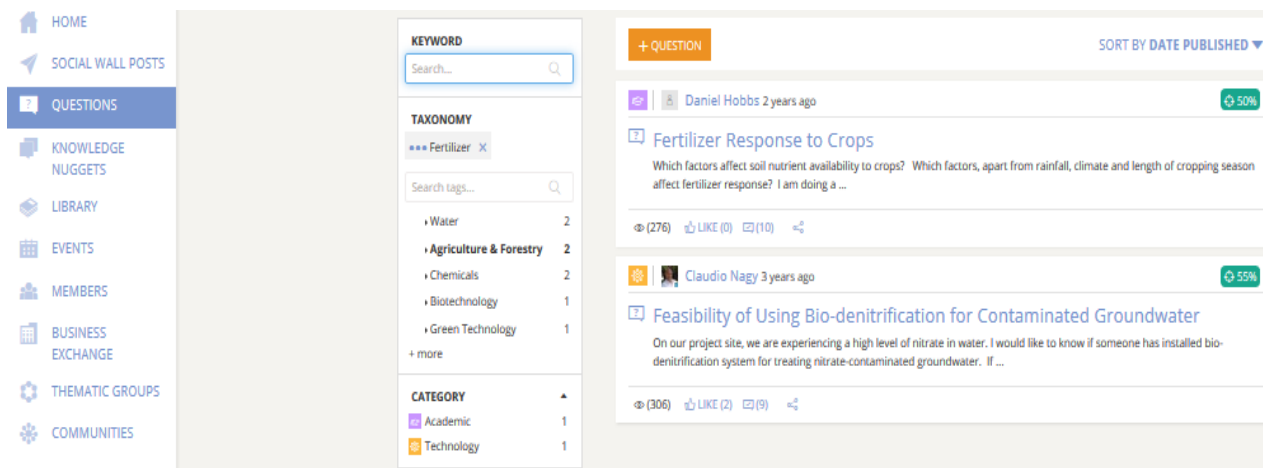 HOME
SOCIAL WALL POSTS
QUESTIONS
KNOWLEDGE
NUGGETS
LIBRARY
EVENTS
MEMBERS
BUSINESS
EXCHANGE
THEMATIC GROUPS
COMMUNITIES
KEYWORD
Search...
TAXONOMY
Fertilizer X
Search tags...
Water 2
Agriculture & Forestry 2
Chemicals 2
Biotechnology 1
Green Technology 1
+ more
CATEGORY
Academic 1
Technology 1
+ QUESTION
SORT BY DATE PUBLISHED
Daniel Hobbs 2 years ago 50%
Fertilizer Response to Crops
Which factors affect soil nutrient availability to crops? Which factors, apart from rainfall, climate and length of cropping season
affect fertilizer response? I am doing a ...
(276) LIKE (0) (10)
Claudio Nagy 3 years ago 55%
Feasibility of Using Bio-denitrification for Contaminated Groundwater
On our project site, we are experiencing a high level of nitrate in water. I would like to know if someone has installed bio-
denitrification system for treating nitrate-contaminated groundwater. If ...
(306) LIKE (2) (9)